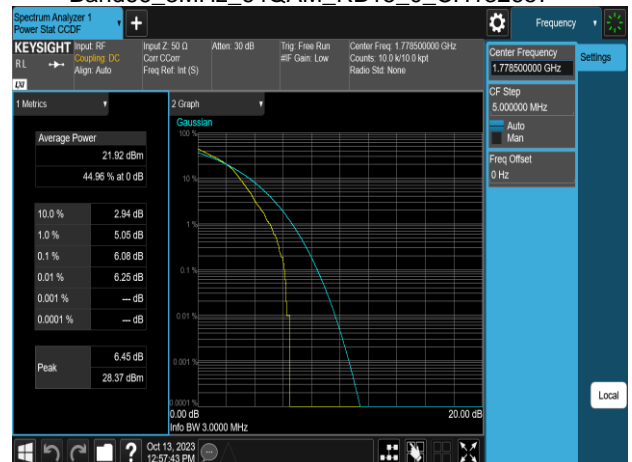 Spectrum Analyzer 1
Power Stat CCDF
Frequency
KEYSIGHT
RL
LXI
Input: RF
Coupling: DC
Align: Auto
Input Z: 50 Ω
Corr CCorr
Freq Ref: Int (S)
Atten: 30 dB
Trig: Free Run
#IF Gain: Low
Center Freq: 1.778500000 GHz
Counts: 10.0 k/10.0 kpt
Radio Std: None
Center Frequency
1.778500000 GHz
Settings
CF Step
5.000000 MHz
Auto
Man
Freq Offset
0 Hz
Local
1 Metrics
Average Power
21.92 dBm
44.96 % at 0 dB
10.0 % 2.94 dB
1.0 % 5.05 dB
0.1 % 6.08 dB
0.01 % 6.25 dB
0.001 % --- dB
0.0001 % --- dB
Peak
6.45 dB
28.37 dBm
2 Graph
Gaussian
100 %
10 %
1 %
0.1 %
0.01 %
0.001 %
0.0001 %
0.00 dB 20.00 dB
Info BW 3.0000 MHz
?
Oct 13, 2023
12:57:43 PM